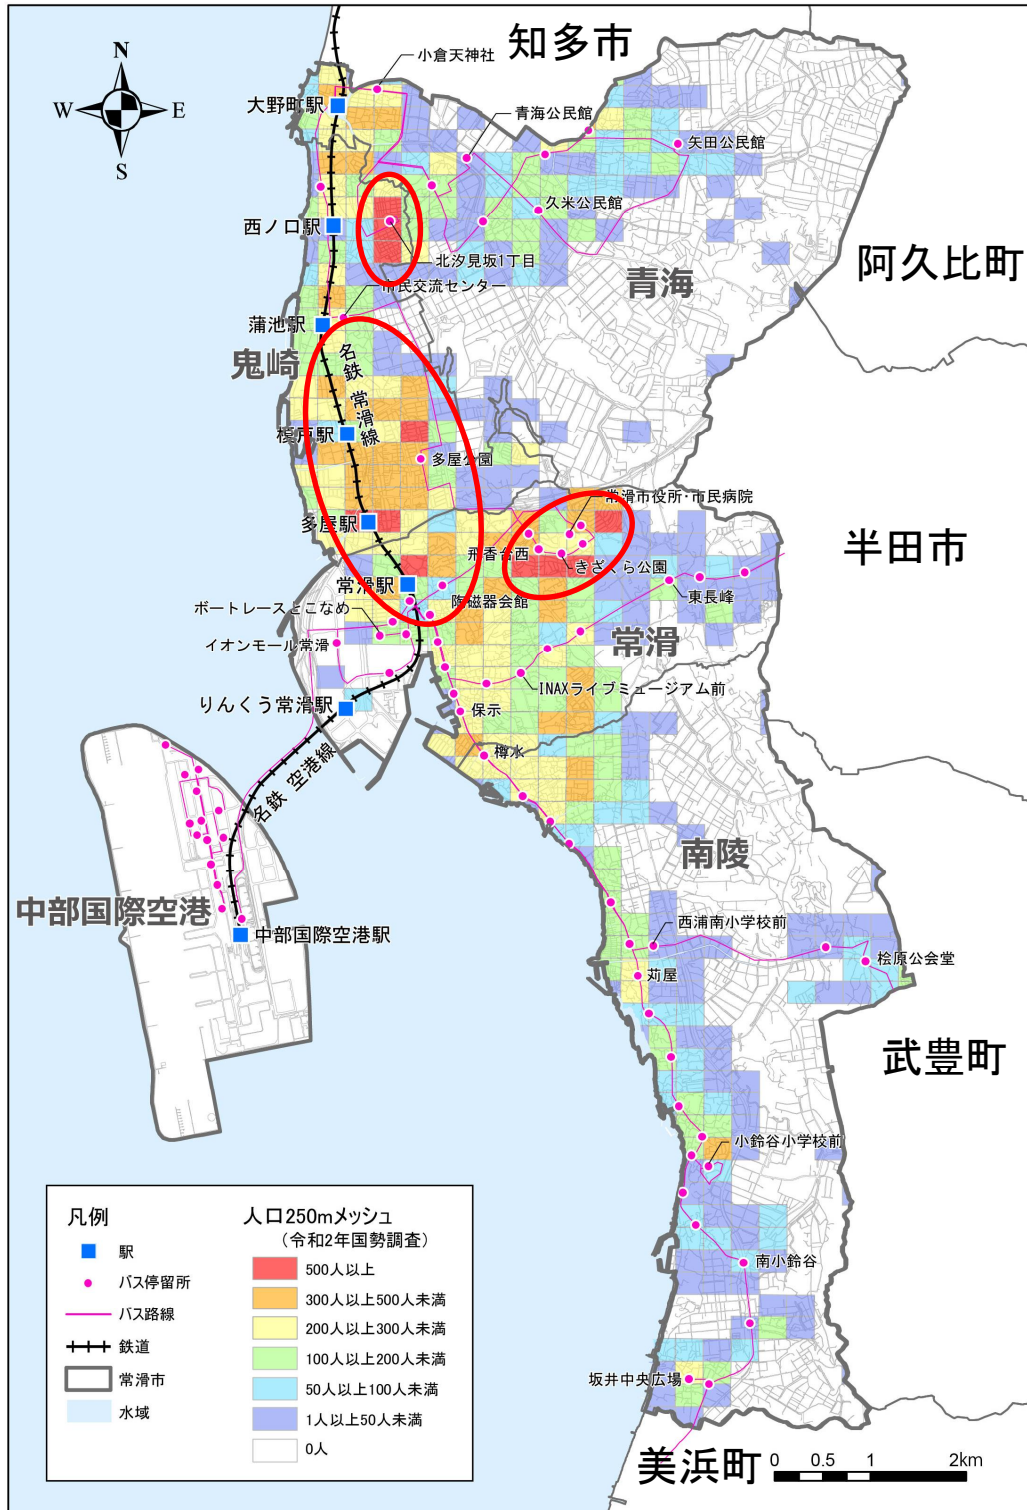 知多市
N
W
E
S
小倉天神社
大野町駅
青海公民館
矢田公民館
久米公民館
西ノ口駅
北汐見坂1丁目
阿久比町
青海
市民交流センター
蒲池駅
鬼崎
名鉄 常滑線
榎戸駅
多屋公園
常滑市役所・市民病院
多屋駅
飛香台西
きざくら公園
半田市
常滑駅
陶磁器会館
東長峰
ボートレースとこなめ
イオンモール常滑
常滑
INAXライブミュージアム前
りんくう常滑駅
保示
樽水
名鉄 空港線
南陵
中部国際空港
中部国際空港駅
西浦南小学校前
桧原公会堂
苅屋
武豊町
小鈴谷小学校前
南小鈴谷
坂井中央広場
美浜町
0 0.5 1 2km
凡例
駅
バス停留所
バス路線
鉄道
常滑市
水域
人口250mメッシュ
（令和2年国勢調査）
500人以上
300人以上500人未満
200人以上300人未満
100人以上200人未満
50人以上100人未満
1人以上50人未満
0人